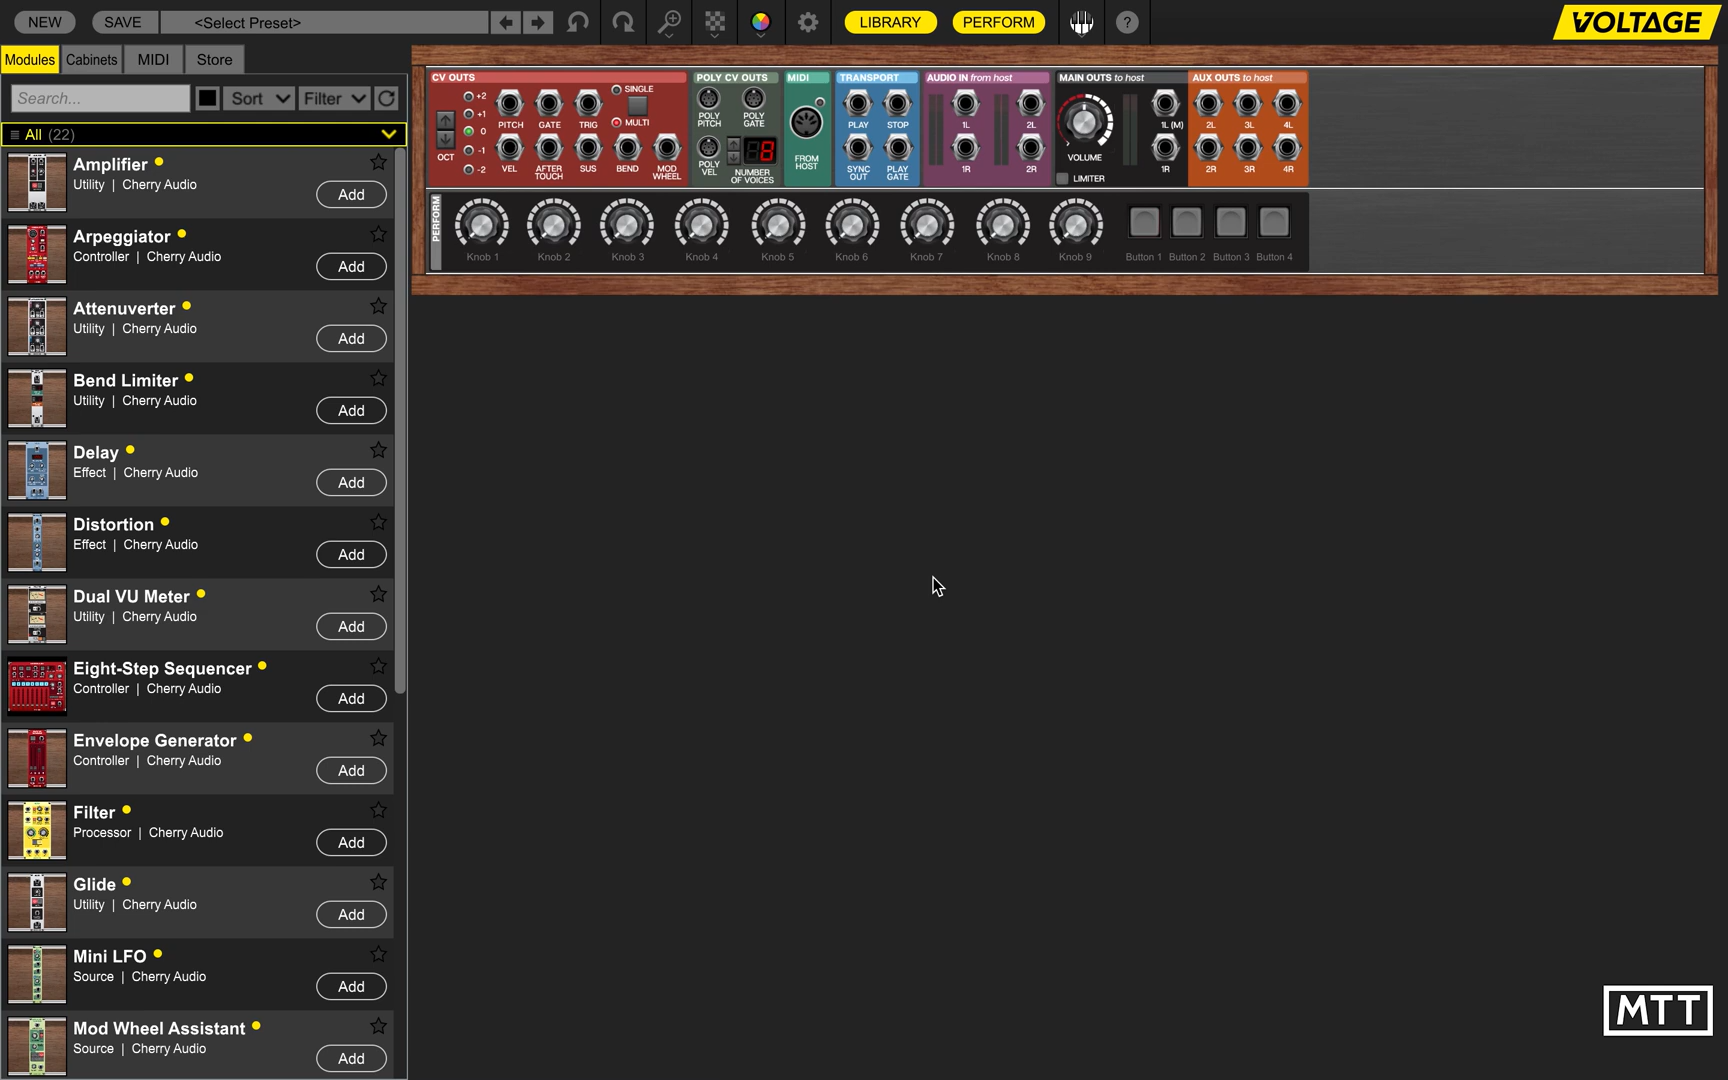 NEW SAVE <Select Preset> LIBRARY PERFORM ? VOLTAGE
Modules Cabinets MIDI Store
Search... Sort Filter
All (22)
Amplifier
Utility | Cherry Audio
Add
Arpeggiator
Controller | Cherry Audio
Add
Attenuverter
Utility | Cherry Audio
Add
Bend Limiter
Utility | Cherry Audio
Add
Delay
Effect | Cherry Audio
Add
Distortion
Effect | Cherry Audio
Add
Dual VU Meter
Utility | Cherry Audio
Add
Eight-Step Sequencer
Controller | Cherry Audio
Add
Envelope Generator
Controller | Cherry Audio
Add
Filter
Processor | Cherry Audio
Add
Glide
Utility | Cherry Audio
Add
Mini LFO
Source | Cherry Audio
Add
Mod Wheel Assistant
Source | Cherry Audio
Add
CV OUTS
+2
+1
0
-1
-2
OCT
PITCH GATE TRIG
SINGLE
MULTI
VEL AFTER TOUCH SUS BEND MOD WHEEL
POLY CV OUTS
POLY PITCH
POLY GATE
POLY VEL
8
NUMBER OF VOICES
MIDI
FROM HOST
TRANSPORT
PLAY STOP
SYNC OUT PLAY GATE
AUDIO IN from host
1L 2L
1R 2R
MAIN OUTS to host
VOLUME
LIMITER
1L (M)
1R
AUX OUTS to host
2L 3L 4L
2R 3R 4R
PERFORM
Knob 1 Knob 2 Knob 3 Knob 4 Knob 5 Knob 6 Knob 7 Knob 8 Knob 9 Button 1 Button 2 Button 3 Button 4
MTT